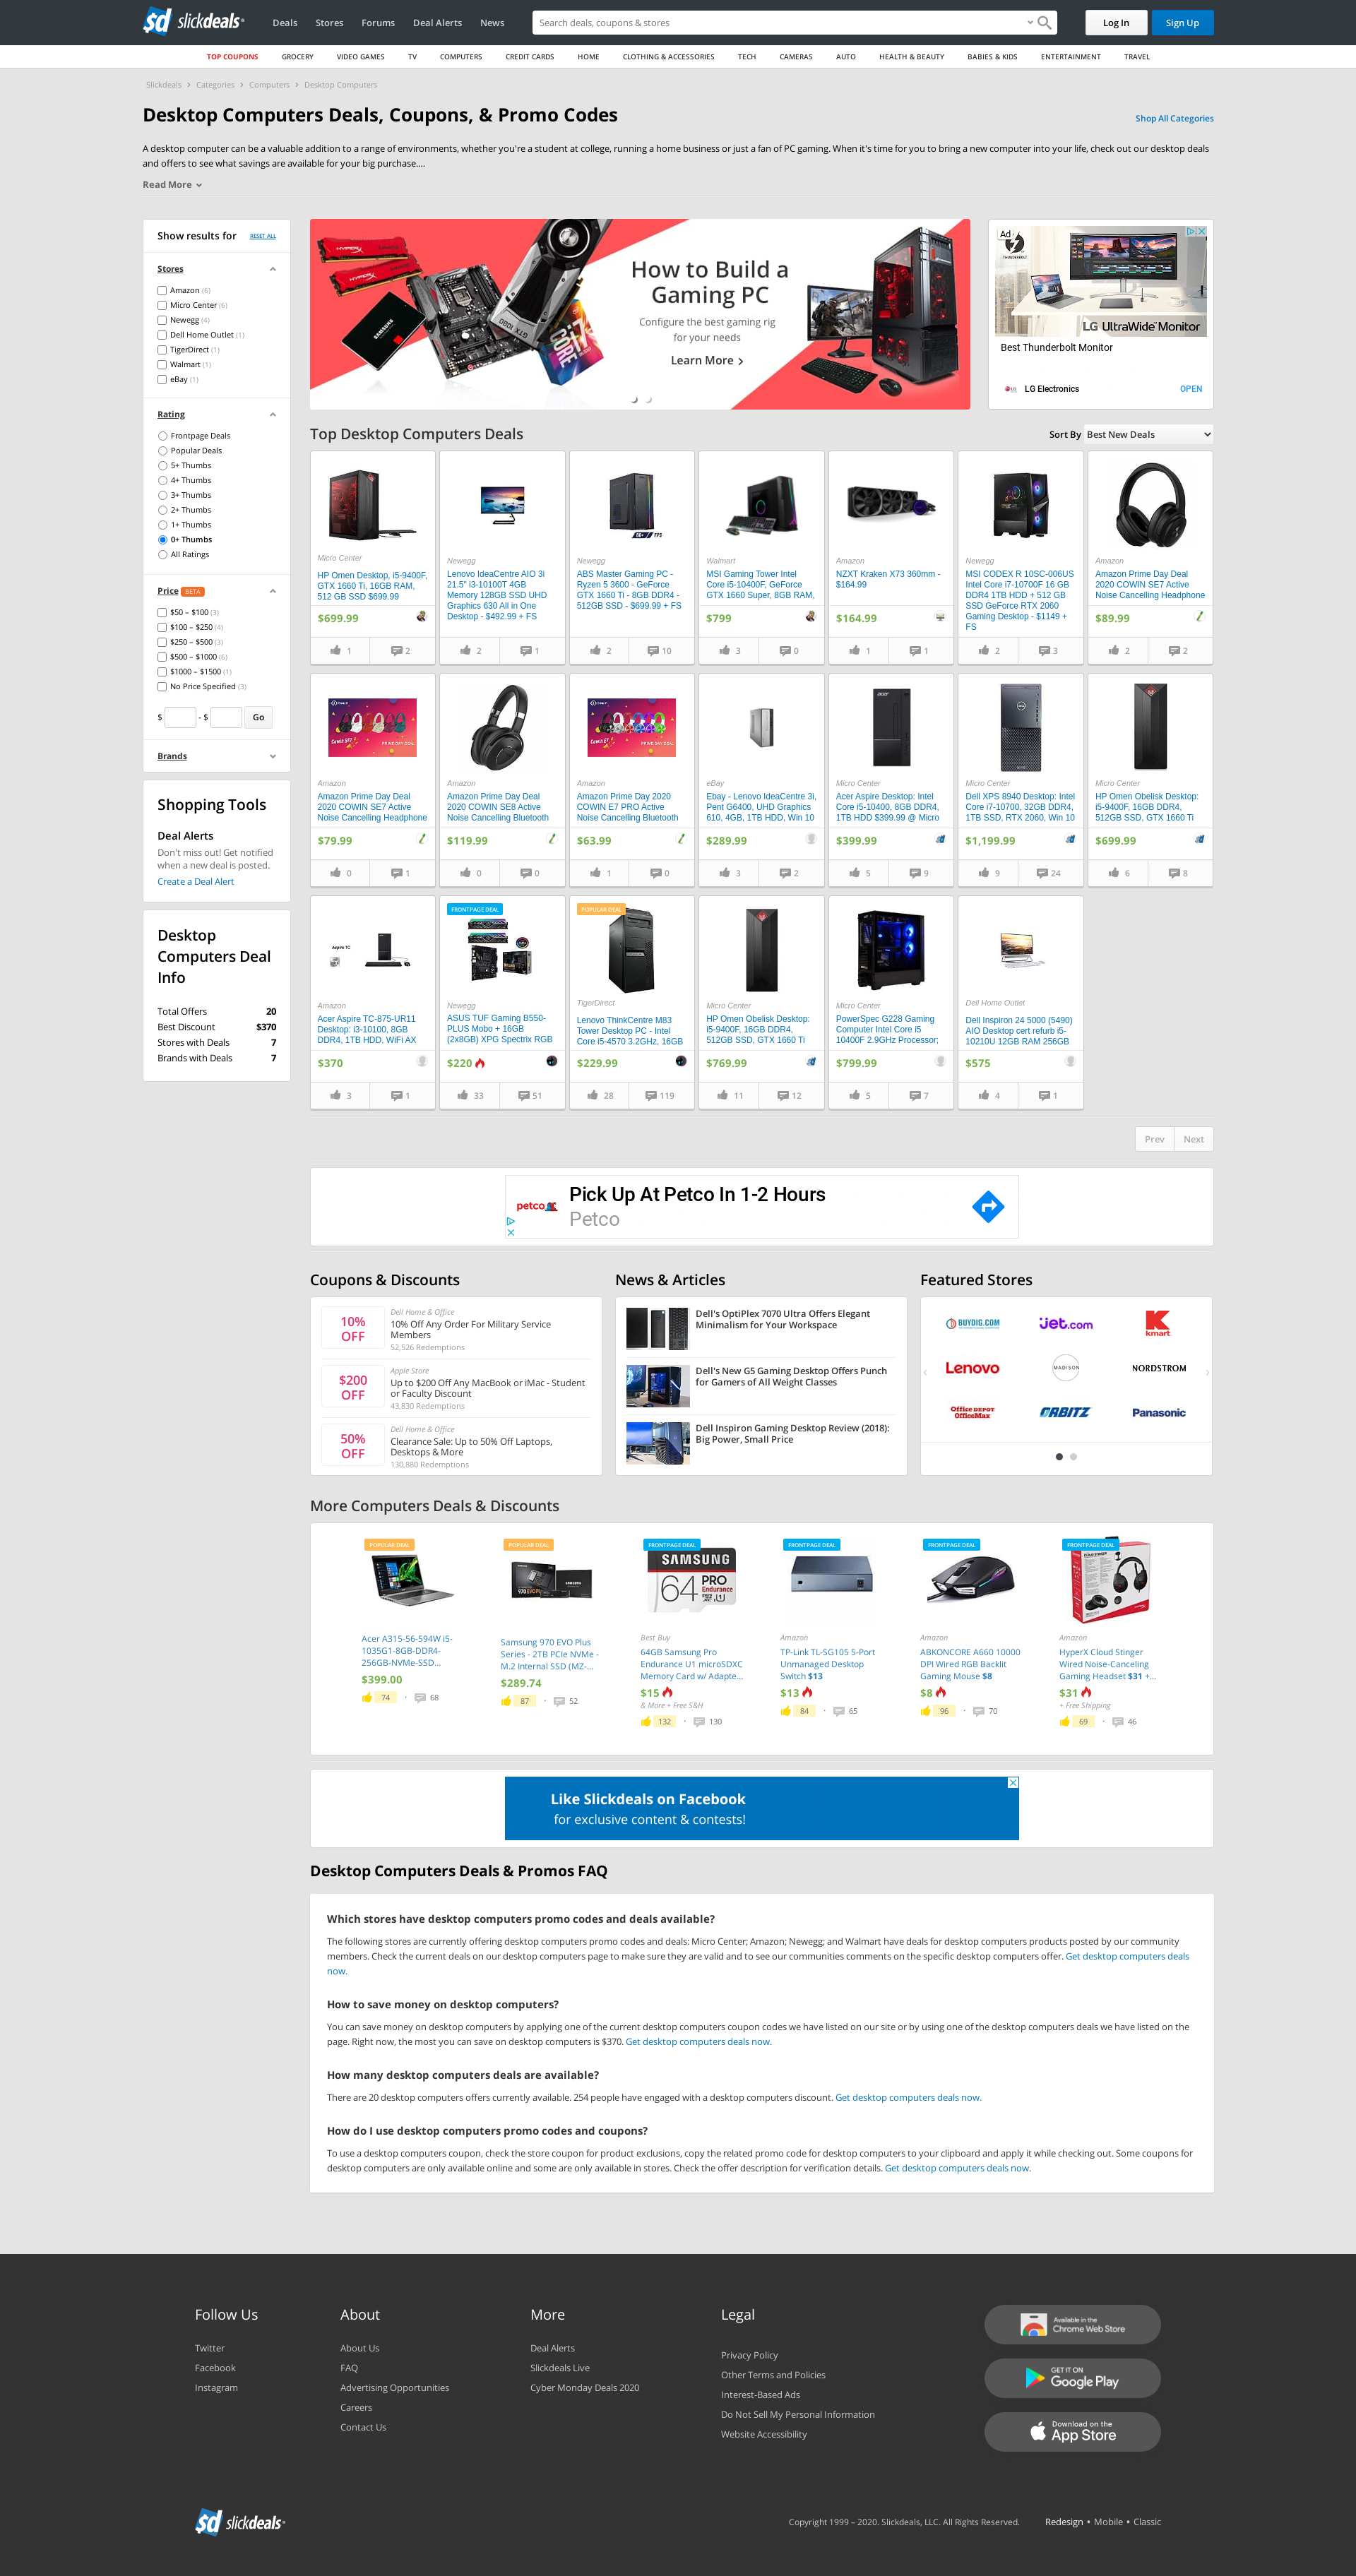 sd slickdeals
Deals
Stores
Forums
Deal Alerts
News
Search deals, coupons & stores
Log In
Sign Up
TOP COUPONS
GROCERY
VIDEO GAMES
TV
COMPUTERS
CREDIT CARDS
HOME
CLOTHING & ACCESSORIES
TECH
CAMERAS
AUTO
HEALTH & BEAUTY
BABIES & KIDS
ENTERTAINMENT
TRAVEL
Slickdeals › Categories › Computers › Desktop Computers
Desktop Computers Deals, Coupons, & Promo Codes
Shop All Categories
A desktop computer can be a valuable addition to a range of environments, whether you're a student at college, running a home business or just a fan of PC gaming. When it's time for you to bring a new computer into your life, check out our desktop deals
and offers to see what savings are available for your big purchase....
Read More
Show results for
RESET ALL
Stores
Amazon (6)
Micro Center (6)
Newegg (4)
Dell Home Outlet (1)
TigerDirect (1)
Walmart (1)
eBay (1)
Rating
Frontpage Deals
Popular Deals
5+ Thumbs
4+ Thumbs
3+ Thumbs
2+ Thumbs
1+ Thumbs
0+ Thumbs
All Ratings
Price BETA
$50 – $100 (3)
$100 – $250 (4)
$250 – $500 (3)
$500 – $1000 (6)
$1000 – $1500 (1)
No Price Specified (3)
$ - $ Go
Brands
Shopping Tools
Deal Alerts
Don't miss out! Get notified
when a new deal is posted.
Create a Deal Alert
Desktop
Computers Deal
Info
Total Offers 20
Best Discount $370
Stores with Deals 7
Brands with Deals 7
How to Build a
Gaming PC
Configure the best gaming rig
for your needs
Learn More
Ad
LG UltraWide Monitor
Best Thunderbolt Monitor
LG Electronics
OPEN
Top Desktop Computers Deals
Sort By Best New Deals
Micro Center
HP Omen Desktop, i5-9400F,
GTX 1660 Ti, 16GB RAM,
512 GB SSD $699.99
$699.99
1 2
Newegg
Lenovo IdeaCentre AIO 3i
21.5" i3-10100T 4GB
Memory 128GB SSD UHD
Graphics 630 All in One
Desktop - $492.99 + FS
2 1
Newegg
ABS Master Gaming PC -
Ryzen 5 3600 - GeForce
GTX 1660 Ti - 8GB DDR4 -
512GB SSD - $699.99 + FS
2 10
Walmart
MSI Gaming Tower Intel
Core i5-10400F, GeForce
GTX 1660 Super, 8GB RAM,
$799
3 0
Amazon
NZXT Kraken X73 360mm -
$164.99
$164.99
1 1
Newegg
MSI CODEX R 10SC-006US
Intel Core i7-10700F 16 GB
DDR4 1TB HDD + 512 GB
SSD GeForce RTX 2060
Gaming Desktop - $1149 +
FS
2 3
Amazon
Amazon Prime Day Deal
2020 COWIN SE7 Active
Noise Cancelling Headphone
$89.99
2 2
Amazon
Amazon Prime Day Deal
2020 COWIN SE7 Active
Noise Cancelling Headphone
$79.99
0 1
Amazon
Amazon Prime Day Deal
2020 COWIN SE8 Active
Noise Cancelling Bluetooth
$119.99
0 0
Amazon
Amazon Prime Day 2020
COWIN E7 PRO Active
Noise Cancelling Bluetooth
$63.99
1 0
eBay
Ebay - Lenovo IdeaCentre 3i,
Pent G6400, UHD Graphics
610, 4GB, 1TB HDD, Win 10
$289.99
3 2
Micro Center
Acer Aspire Desktop: Intel
Core i5-10400, 8GB DDR4,
1TB HDD $399.99 @ Micro
$399.99
5 9
Micro Center
Dell XPS 8940 Desktop: Intel
Core i7-10700, 32GB DDR4,
1TB SSD, RTX 2060, Win 10
$1,199.99
9 24
Micro Center
HP Omen Obelisk Desktop:
i5-9400F, 16GB DDR4,
512GB SSD, GTX 1660 Ti
$699.99
6 8
Aspire TC
Amazon
Acer Aspire TC-875-UR11
Desktop: i3-10100, 8GB
DDR4, 1TB HDD, WiFi AX
$370
3 1
FRONTPAGE DEAL
Newegg
ASUS TUF Gaming B550-
PLUS Mobo + 16GB
(2x8GB) XPG Spectrix RGB
$220
33 51
POPULAR DEAL
TigerDirect
Lenovo ThinkCentre M83
Tower Desktop PC - Intel
Core i5-4570 3.2GHz, 16GB
$229.99
28 119
Micro Center
HP Omen Obelisk Desktop:
i5-9400F, 16GB DDR4,
512GB SSD, GTX 1660 Ti
$769.99
11 12
Micro Center
PowerSpec G228 Gaming
Computer Intel Core i5
10400F 2.9GHz Processor;
$799.99
5 7
Dell Home Outlet
Dell Inspiron 24 5000 (5490)
AIO Desktop cert refurb i5-
10210U 12GB RAM 256GB
$575
4 1
Prev Next
petco
Pick Up At Petco In 1-2 Hours
Petco
Coupons & Discounts
10%
OFF
Dell Home & Office
10% Off Any Order For Military Service
Members
52,526 Redemptions
$200
OFF
Apple Store
Up to $200 Off Any MacBook or iMac - Student
or Faculty Discount
43,830 Redemptions
50%
OFF
Dell Home & Office
Clearance Sale: Up to 50% Off Laptops,
Desktops & More
130,880 Redemptions
News & Articles
Dell's OptiPlex 7070 Ultra Offers Elegant
Minimalism for Your Workspace
Dell's New G5 Gaming Desktop Offers Punch
for Gamers of All Weight Classes
Dell Inspiron Gaming Desktop Review (2018):
Big Power, Small Price
Featured Stores
BUYDIG.COM
jet.com
kmart
Lenovo
MADISON
NORDSTROM
Office DEPOT
OfficeMax
ORBITZ
Panasonic
More Computers Deals & Discounts
POPULAR DEAL
Acer A315-56-594W i5-
1035G1-8GB-DDR4-
256GB-NVMe-SSD...
$399.00
74 · 68
POPULAR DEAL
Samsung 970 EVO Plus
Series - 2TB PCIe NVMe -
M.2 Internal SSD (MZ-...
$289.74
87 · 52
FRONTPAGE DEAL
SAMSUNG
64 PRO
Endurance
Best Buy
64GB Samsung Pro
Endurance U1 microSDXC
Memory Card w/ Adapte...
$15
& More + Free S&H
132 · 130
FRONTPAGE DEAL
Amazon
TP-Link TL-SG105 5-Port
Unmanaged Desktop
Switch $13
$13
84 · 65
FRONTPAGE DEAL
Amazon
ABKONCORE A660 10000
DPI Wired RGB Backlit
Gaming Mouse $8
$8
96 · 70
FRONTPAGE DEAL
Amazon
HyperX Cloud Stinger
Wired Noise-Canceling
Gaming Headset $31 +...
$31
+ Free Shipping
69 · 46
Like Slickdeals on Facebook
for exclusive content & contests!
Desktop Computers Deals & Promos FAQ
Which stores have desktop computers promo codes and deals available?
The following stores are currently offering desktop computers promo codes and deals: Micro Center; Amazon; Newegg; and Walmart have deals for desktop computers products posted by our community
members. Check the current deals on our desktop computers page to make sure they are valid and to see our communities comments on the specific desktop computers offer. Get desktop computers deals
now.
How to save money on desktop computers?
You can save money on desktop computers by applying one of the current desktop computers coupon codes we have listed on our site or by using one of the desktop computers deals we have listed on the
page. Right now, the most you can save on desktop computers is $370. Get desktop computers deals now.
How many desktop computers deals are available?
There are 20 desktop computers offers currently available. 254 people have engaged with a desktop computers discount. Get desktop computers deals now.
How do I use desktop computers promo codes and coupons?
To use a desktop computers coupon, check the store coupon for product exclusions, copy the related promo code for desktop computers to your clipboard and apply it while checking out. Some coupons for
desktop computers are only available online and some are only available in stores. Check the offer description for verification details. Get desktop computers deals now.
Follow Us
Twitter
Facebook
Instagram
About
About Us
FAQ
Advertising Opportunities
Careers
Contact Us
More
Deal Alerts
Slickdeals Live
Cyber Monday Deals 2020
Legal
Privacy Policy
Other Terms and Policies
Interest-Based Ads
Do Not Sell My Personal Information
Website Accessibility
Available in the
Chrome Web Store
GET IT ON
Google Play
Download on the
App Store
sd slickdeals
Copyright 1999 – 2020. Slickdeals, LLC. All Rights Reserved.
Redesign • Mobile • Classic